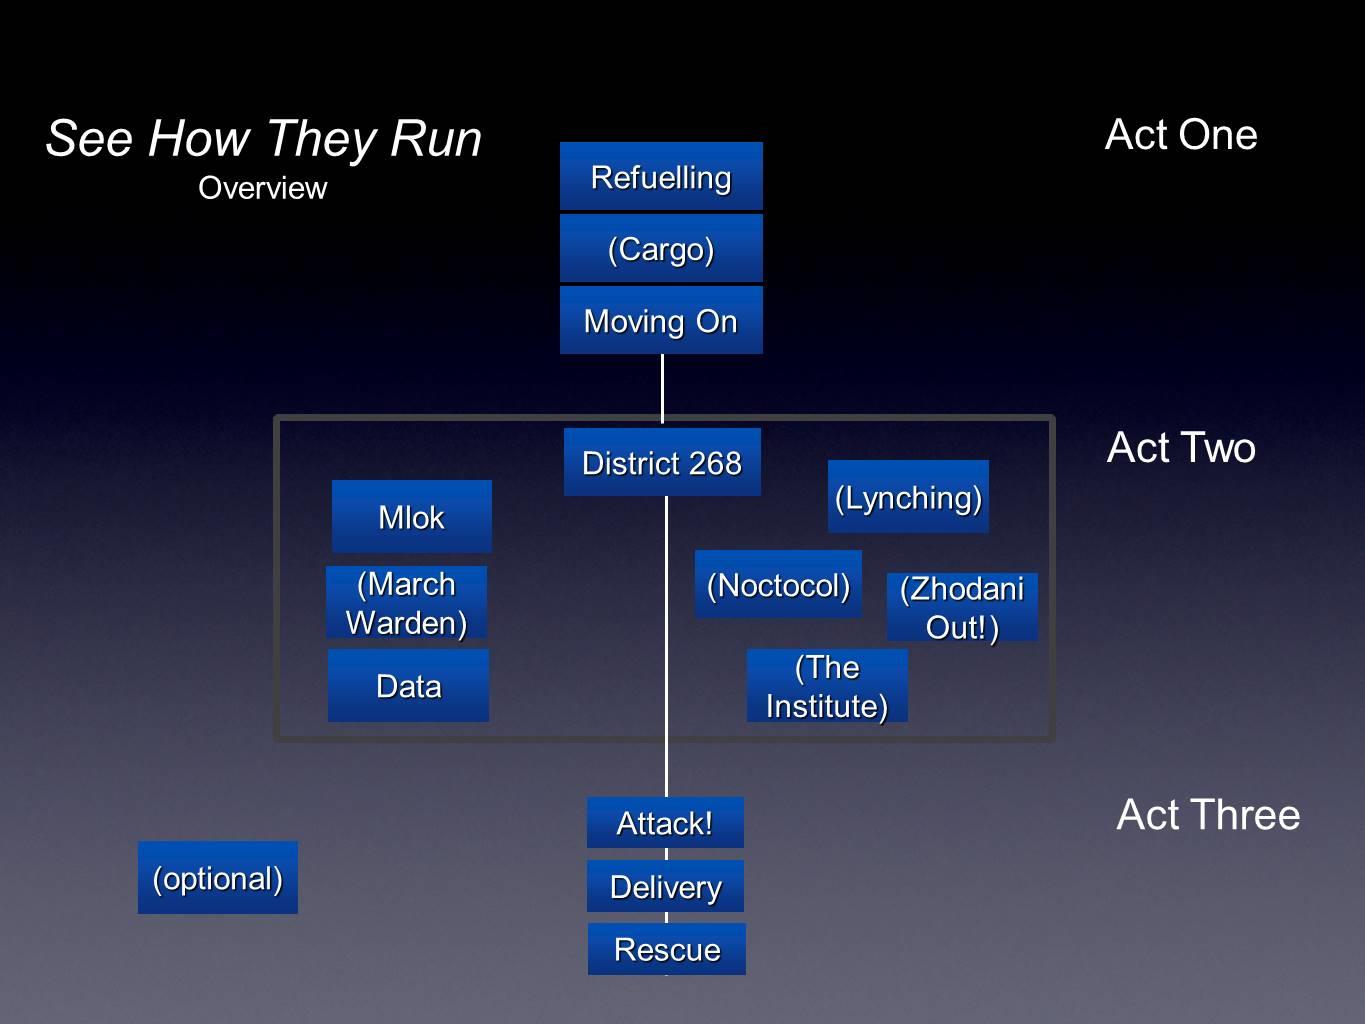 See How They Run
Overview
Act One
Refuelling
(Cargo)
Moving On
Act Two
District 268
Mlok
(March
Warden)
Data
(Lynching)
(Noctocol)
(Zhodani
Out!)
(The
Institute)
Act Three
Attack!
Delivery
Rescue
(optional)